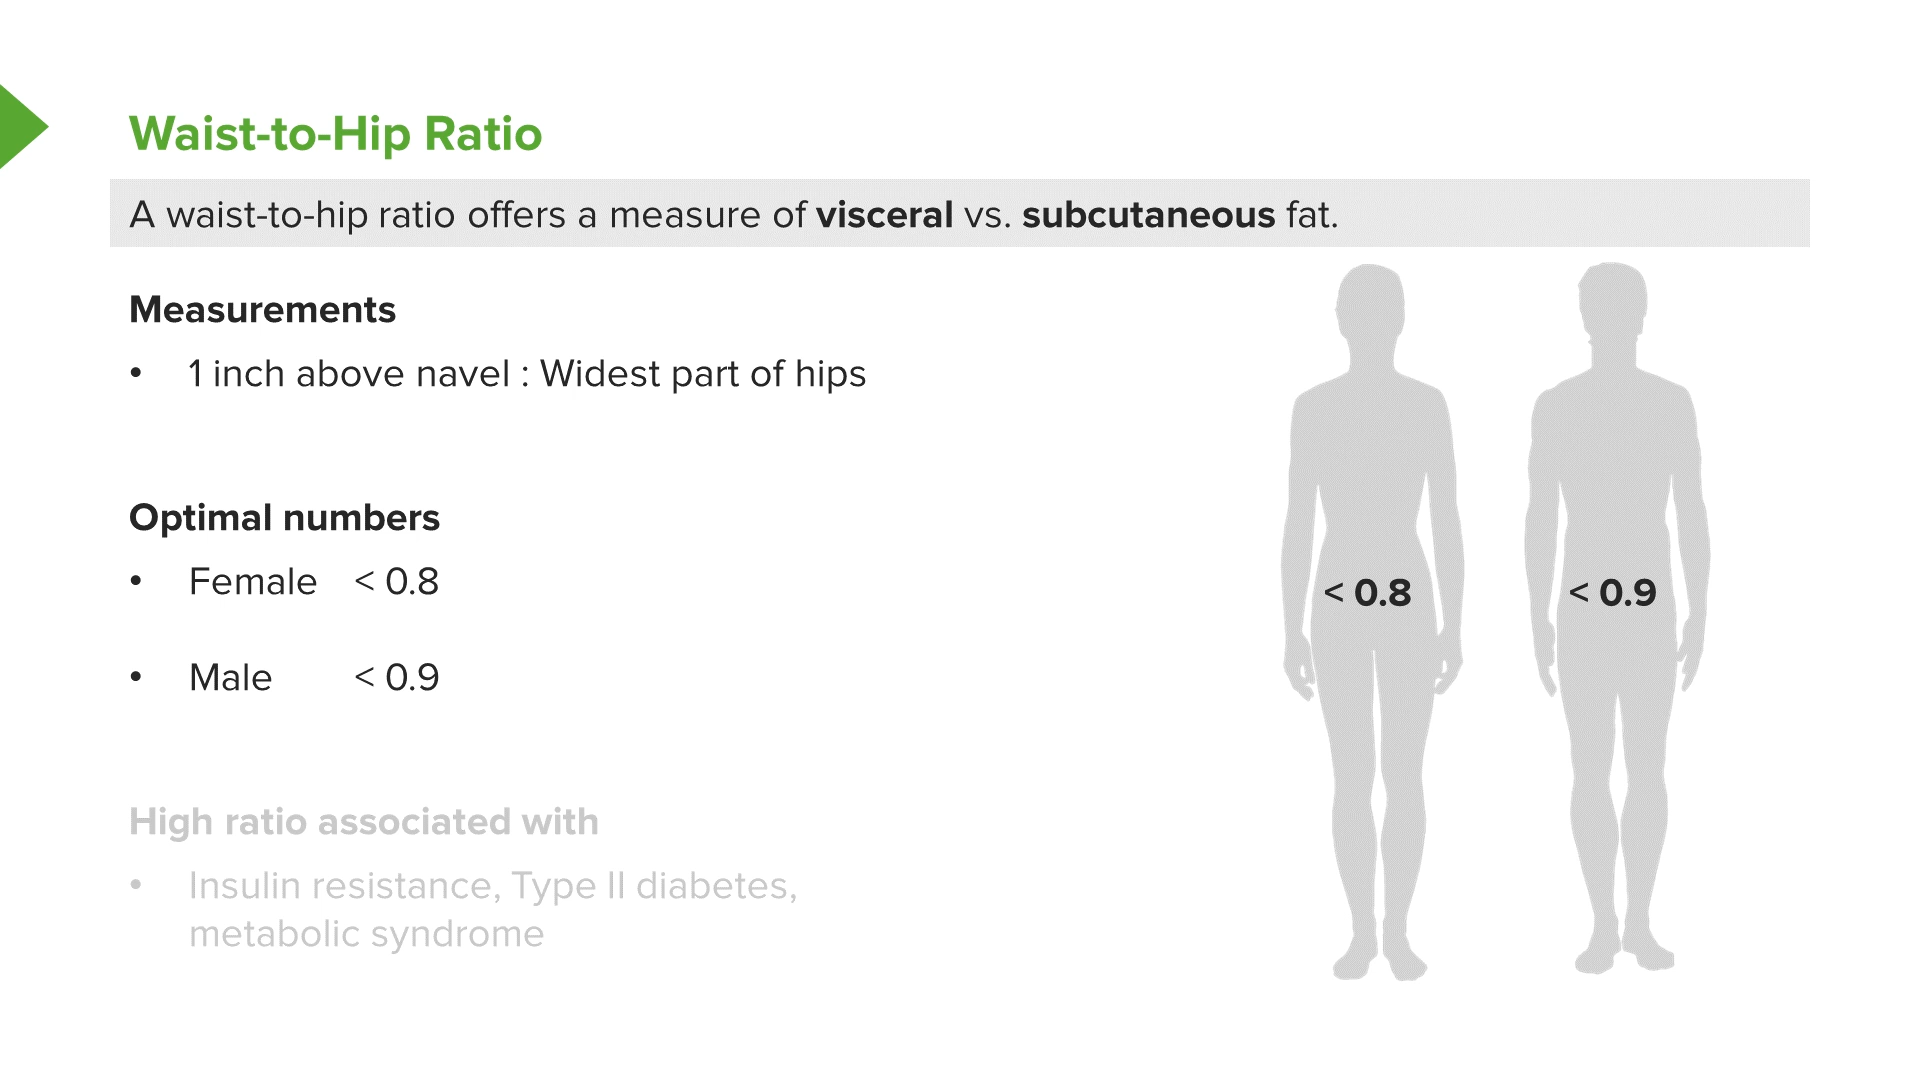 Waist-to-Hip Ratio
A waist-to-hip ratio offers a measure of visceral vs. subcutaneous fat.
Measurements
• 1 inch above navel : Widest part of hips
Optimal numbers
• Female < 0.8
• Male < 0.9
< 0.8
< 0.9
High ratio associated with
• Insulin resistance, Type II diabetes,
metabolic syndrome